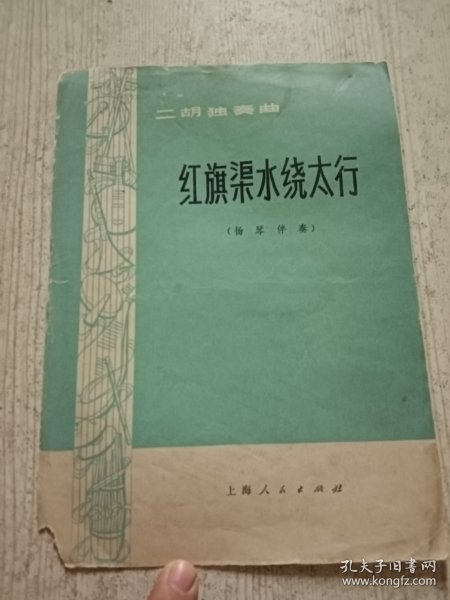 二胡独奏曲
红旗渠水绕太行
（杨琴伴奏）
上海人民出版社
孔夫子旧书网
www.kongfz.com